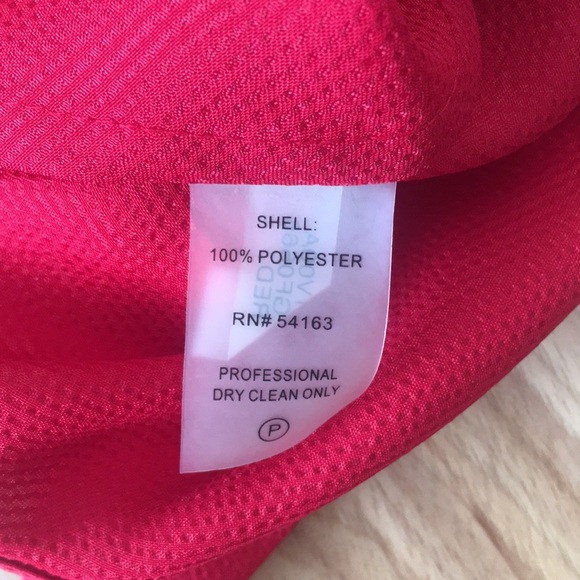 SHELL:
100% POLYESTER
RN# 54163
PROFESSIONAL
DRY CLEAN ONLY
P